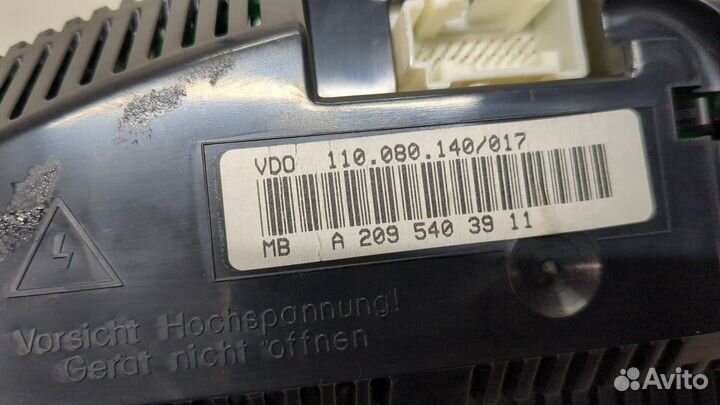 VDO 110.080.140/017
MB A 209 540 39 11
Vorsicht Hochspannung!
Gerät nicht öffnen
Avito